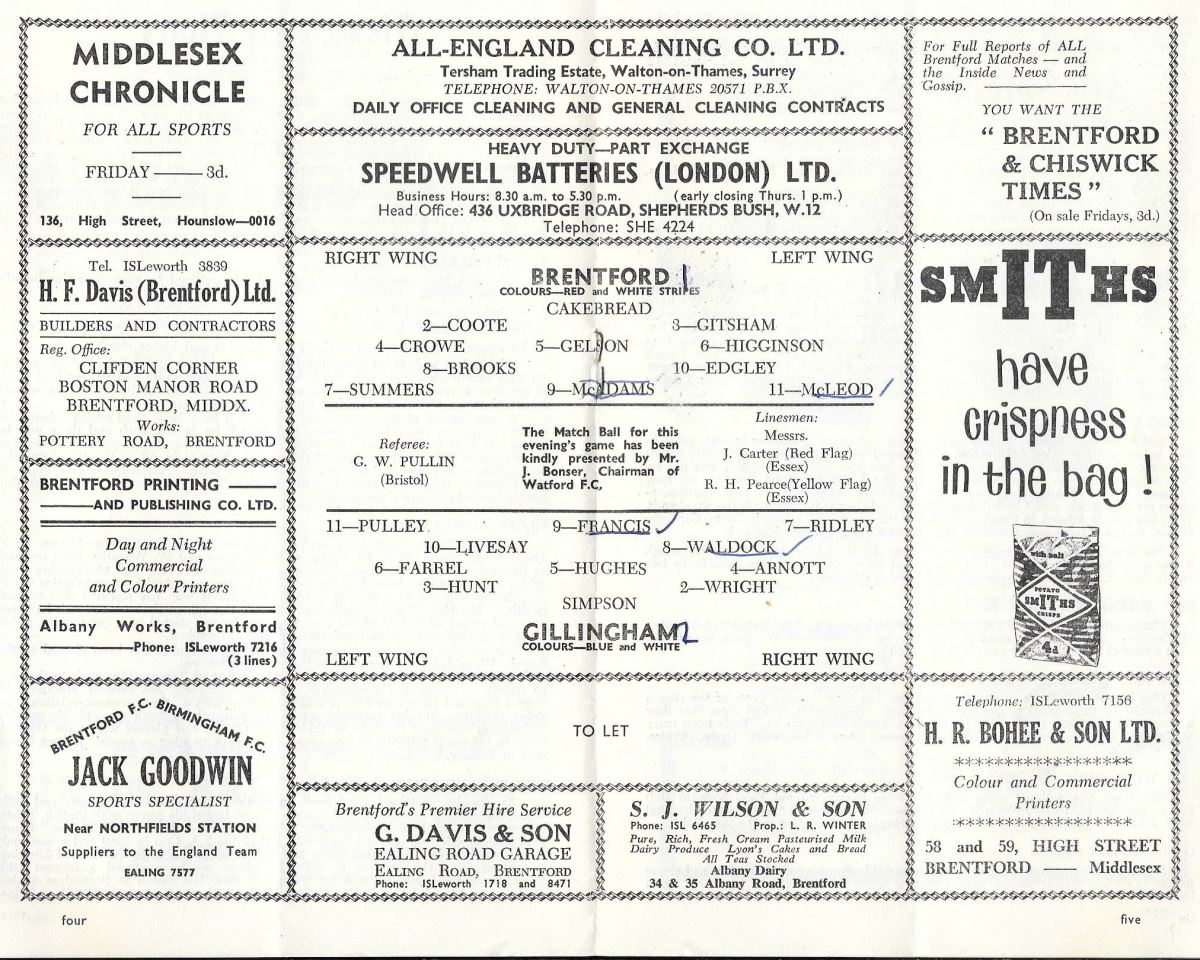 MIDDLESEX
CHRONICLE
FOR ALL SPORTS
FRIDAY —— 3d.
136, High Street, Hounslow—0016
Tel. ISLeworth 3839
H. F. Davis (Brentford) Ltd.
BUILDERS AND CONTRACTORS
Reg. Office:
CLIFDEN CORNER
BOSTON MANOR ROAD
BRENTFORD, MIDDX.
Works:
POTTERY ROAD, BRENTFORD
BRENTFORD PRINTING ——
——AND PUBLISHING CO. LTD.
Day and Night
Commercial
and Colour Printers
Albany Works, Brentford
——Phone: ISLeworth 7216
(3 lines)
BRENTFORD F.C. BIRMINGHAM F.C.
JACK GOODWIN
SPORTS SPECIALIST
Near NORTHFIELDS STATION
Suppliers to the England Team
EALING 7577
ALL-ENGLAND CLEANING CO. LTD.
Tersham Trading Estate, Walton-on-Thames, Surrey
TELEPHONE: WALTON-ON-THAMES 20571 P.B.X.
DAILY OFFICE CLEANING AND GENERAL CLEANING CONTRACTS
HEAVY DUTY—PART EXCHANGE
SPEEDWELL BATTERIES (LONDON) LTD.
Business Hours: 8.30 a.m. to 5.30 p.m. (early closing Thurs. 1 p.m.)
Head Office: 436 UXBRIDGE ROAD, SHEPHERDS BUSH, W.12
Telephone: SHE 4224
RIGHT WING LEFT WING
BRENTFORD 1
COLOURS—RED and WHITE STRIPES
CAKEBREAD
2—COOTE 3—GITSHAM
4—CROWE 5—GELSON 6—HIGGINSON
8—BROOKS 10—EDGLEY
7—SUMMERS 9—McADAMS 11—McLEOD
Referee:
G. W. PULLIN
(Bristol)
The Match Ball for this
evening's game has been
kindly presented by Mr.
J. Bonser, Chairman of
Watford F.C,
Linesmen:
Messrs.
J. Carter (Red Flag)
(Essex)
R. H. Pearce(Yellow Flag)
(Essex)
11—PULLEY 9—FRANCIS 7—RIDLEY
10—LIVESAY 8—WALDOCK
6—FARREL 5—HUGHES 4—ARNOTT
3—HUNT 2—WRIGHT
SIMPSON
GILLINGHAM 2
COLOURS—BLUE and WHITE
LEFT WING RIGHT WING
TO LET
Brentford's Premier Hire Service
G. DAVIS & SON
EALING ROAD GARAGE
EALING ROAD, BRENTFORD
Phone: ISLeworth 1718 and 8471
S. J. WILSON & SON
Phone: ISL 6465 Prop.: L. R. WINTER
Pure, Rich, Fresh Cream Pasteurised Milk
Dairy Produce Lyon's Cakes and Bread
All Teas Stocked
Albany Dairy
34 & 35 Albany Road, Brentford
For Full Reports of ALL
Brentford Matches — and
the Inside News and
Gossip.
YOU WANT THE
" BRENTFORD
& CHISWICK
TIMES "
(On sale Fridays, 3d.)
SMITHS
have
crispness
in the bag !
with salt
POTATO
SMITHS
CRISPS
4d
Telephone: ISLeworth 7156
H. R. BOHEE & SON LTD.
******************
Colour and Commercial
Printers
******************
58 and 59, HIGH STREET
BRENTFORD —— Middlesex
four
five